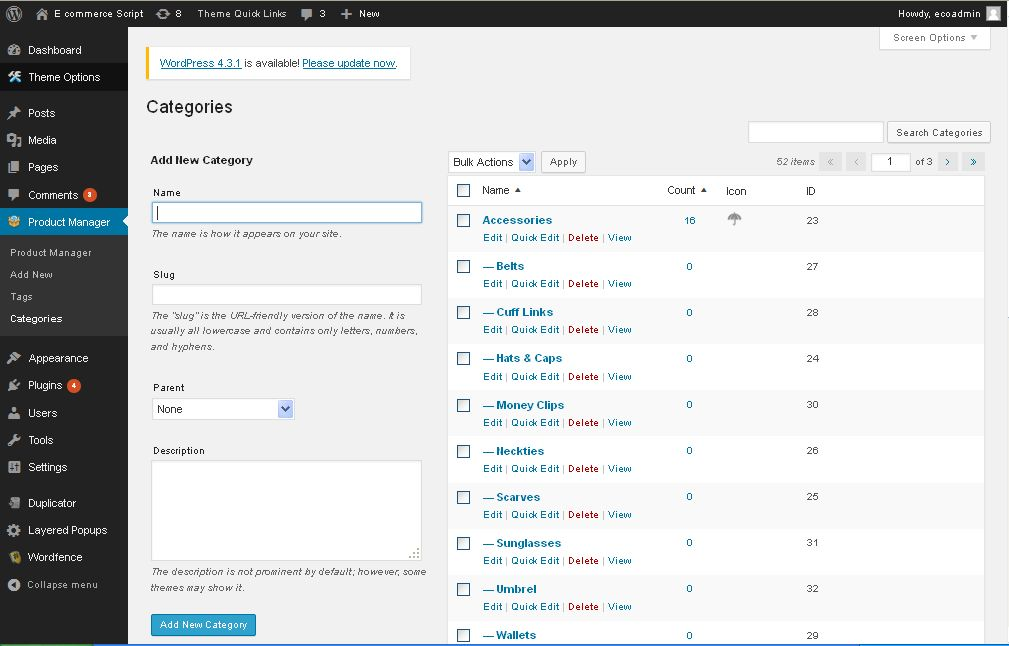 E commerce Script 8 Theme Quick Links 3 New Howdy, ecoadmin
Screen Options
Dashboard
Theme Options
Posts
Media
Pages
Comments 3
Product Manager
Product Manager
Add New
Tags
Categories
Appearance
Plugins 4
Users
Tools
Settings
Duplicator
Layered Popups
Wordfence
Collapse menu
WordPress 4.3.1 is available! Please update now.
Categories
Search Categories
Add New Category
Name
The name is how it appears on your site.
Slug
The "slug" is the URL-friendly version of the name. It is
usually all lowercase and contains only letters, numbers,
and hyphens.
Parent
None
Description
The description is not prominent by default; however, some
themes may show it.
Add New Category
Bulk Actions Apply 52 items « ‹ 1 of 3 › »
Name Count Icon ID
Accessories 16 23
Edit | Quick Edit | Delete | View
— Belts 0 27
Edit | Quick Edit | Delete | View
— Cuff Links 0 28
Edit | Quick Edit | Delete | View
— Hats & Caps 0 24
Edit | Quick Edit | Delete | View
— Money Clips 0 30
Edit | Quick Edit | Delete | View
— Neckties 0 26
Edit | Quick Edit | Delete | View
— Scarves 0 25
Edit | Quick Edit | Delete | View
— Sunglasses 0 31
Edit | Quick Edit | Delete | View
— Umbrel 0 32
Edit | Quick Edit | Delete | View
— Wallets 0 29